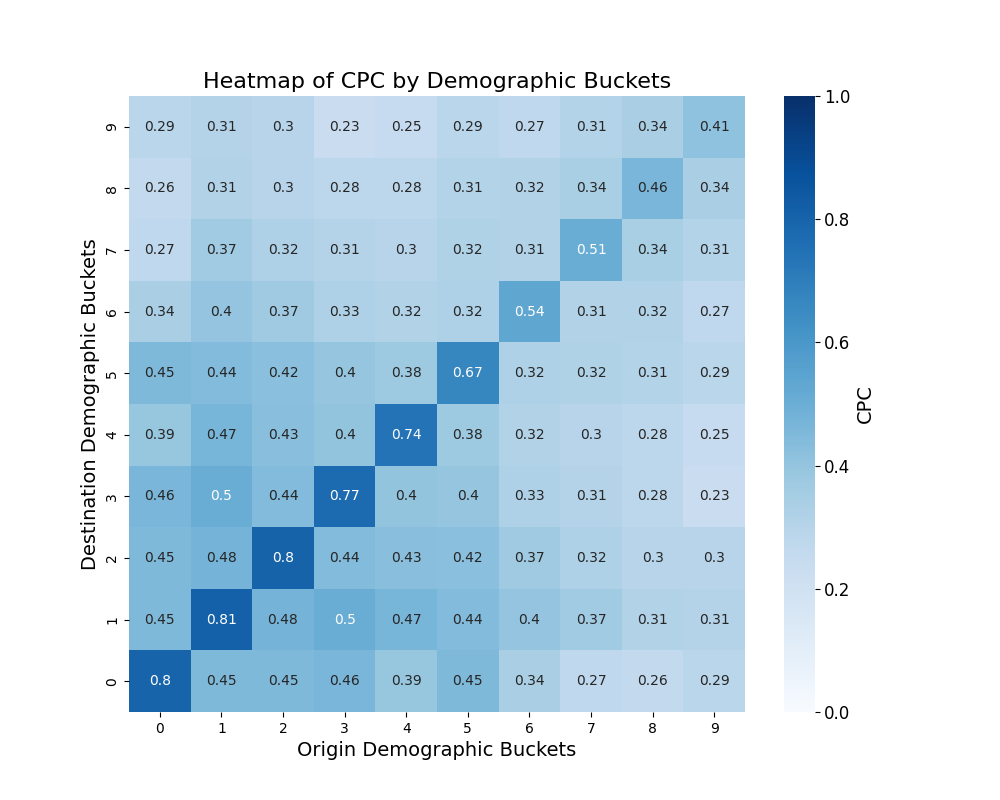 Heatmap of CPC by Demographic Buckets
9 0.29 0.31 0.3 0.23 0.25 0.29 0.27 0.31 0.34 0.41
8 0.26 0.31 0.3 0.28 0.28 0.31 0.32 0.34 0.46 0.34
7 0.27 0.37 0.32 0.31 0.3 0.32 0.31 0.51 0.34 0.31
6 0.34 0.4 0.37 0.33 0.32 0.32 0.54 0.31 0.32 0.27
5 0.45 0.44 0.42 0.4 0.38 0.67 0.32 0.32 0.31 0.29
4 0.39 0.47 0.43 0.4 0.74 0.38 0.32 0.3 0.28 0.25
3 0.46 0.5 0.44 0.77 0.4 0.4 0.33 0.31 0.28 0.23
2 0.45 0.48 0.8 0.44 0.43 0.42 0.37 0.32 0.3 0.3
1 0.45 0.81 0.48 0.5 0.47 0.44 0.4 0.37 0.31 0.31
0 0.8 0.45 0.45 0.46 0.39 0.45 0.34 0.27 0.26 0.29
0 1 2 3 4 5 6 7 8 9
Origin Demographic Buckets
Destination Demographic Buckets
1.0
0.8
0.6
0.4
0.2
0.0
CPC